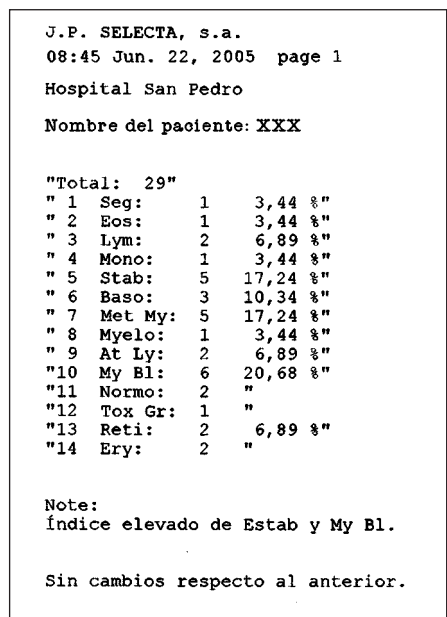 J.P. SELECTA, s.a.
08:45 Jun. 22, 2005 page 1
Hospital San Pedro
Nombre del paciente: XXX
"Total: 29"
" 1 Seg: 1 3,44 %"
" 2 Eos: 1 3,44 %"
" 3 Lym: 2 6,89 %"
" 4 Mono: 1 3,44 %"
" 5 Stab: 5 17,24 %"
" 6 Baso: 3 10,34 %"
" 7 Met My: 5 17,24 %"
" 8 Myelo: 1 3,44 %"
" 9 At Ly: 2 6,89 %"
"10 My Bl: 6 20,68 %"
"11 Normo: 2 "
"12 Tox Gr: 1 "
"13 Reti: 2 6,89 %"
"14 Ery: 2 "
Note:
Índice elevado de Estab y My Bl.
Sin cambios respecto al anterior.